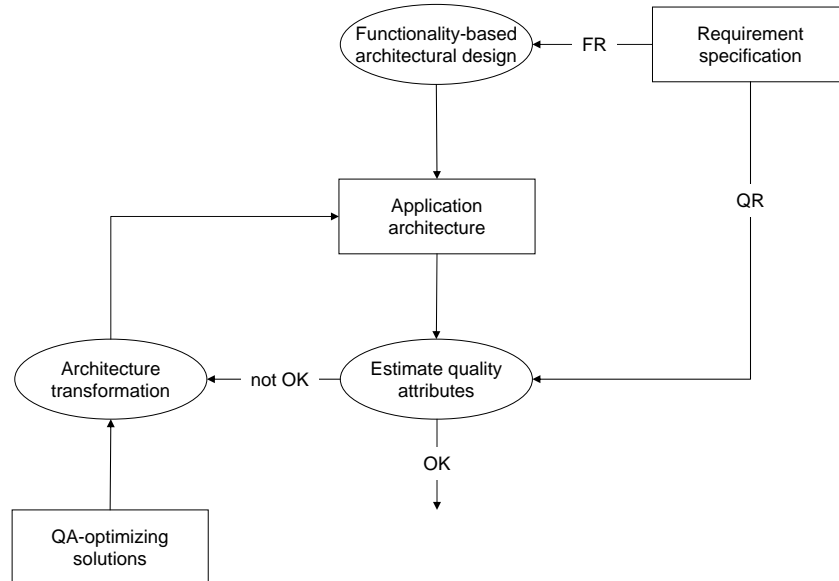 Functionality-based
architectural design
FR
Requirement
specification
Application
architecture
QR
Architecture
transformation
not OK
Estimate quality
attributes
OK
QA-optimizing
solutions